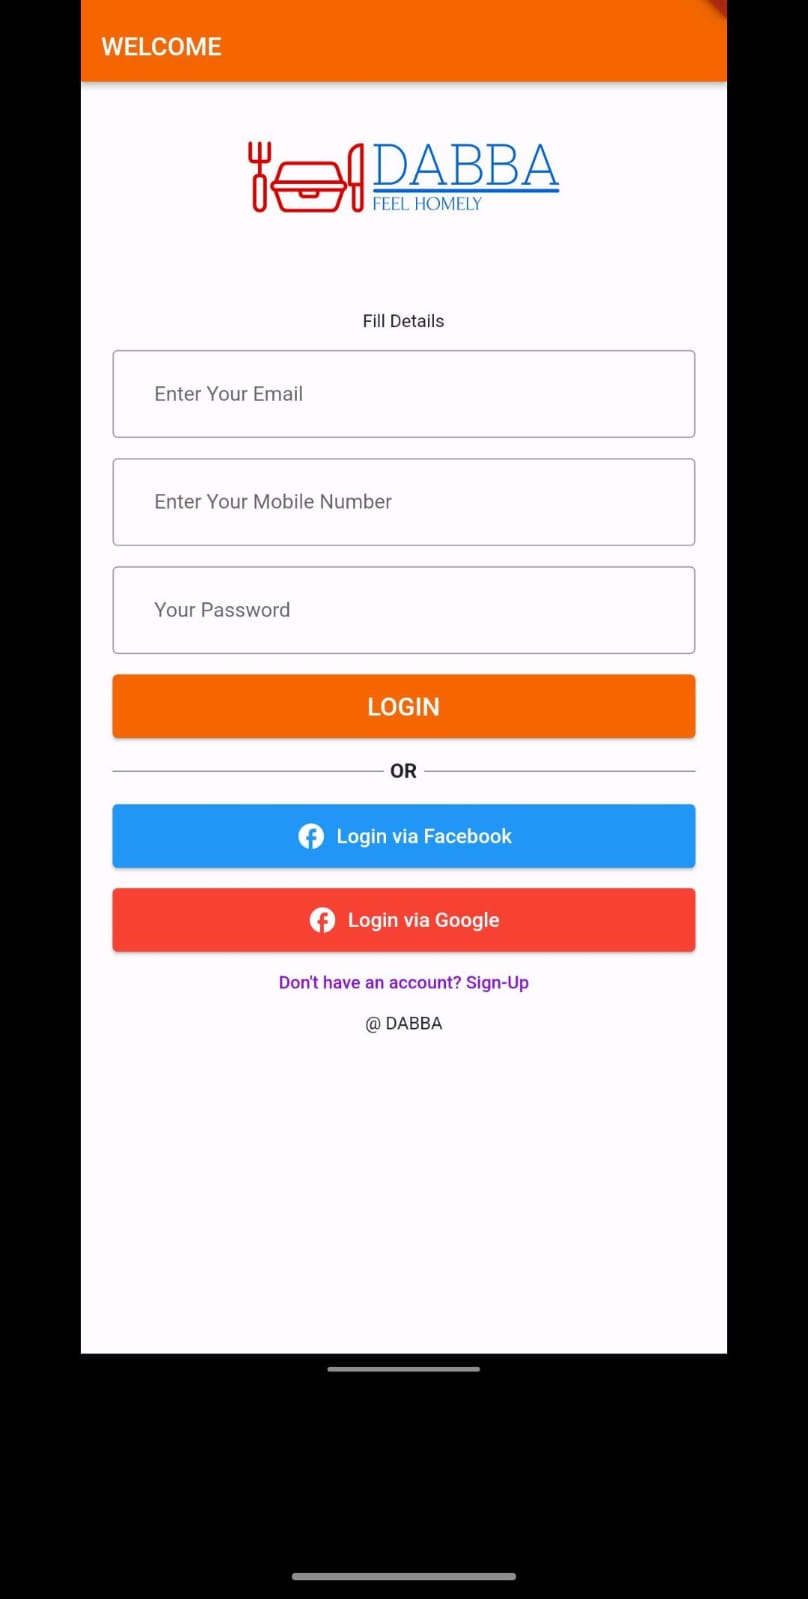 WELCOME
DABBA
FEEL HOMELY
Fill Details
Enter Your Email
Enter Your Mobile Number
Your Password
LOGIN
OR
Login via Facebook
Login via Google
Don't have an account? Sign-Up
@ DABBA